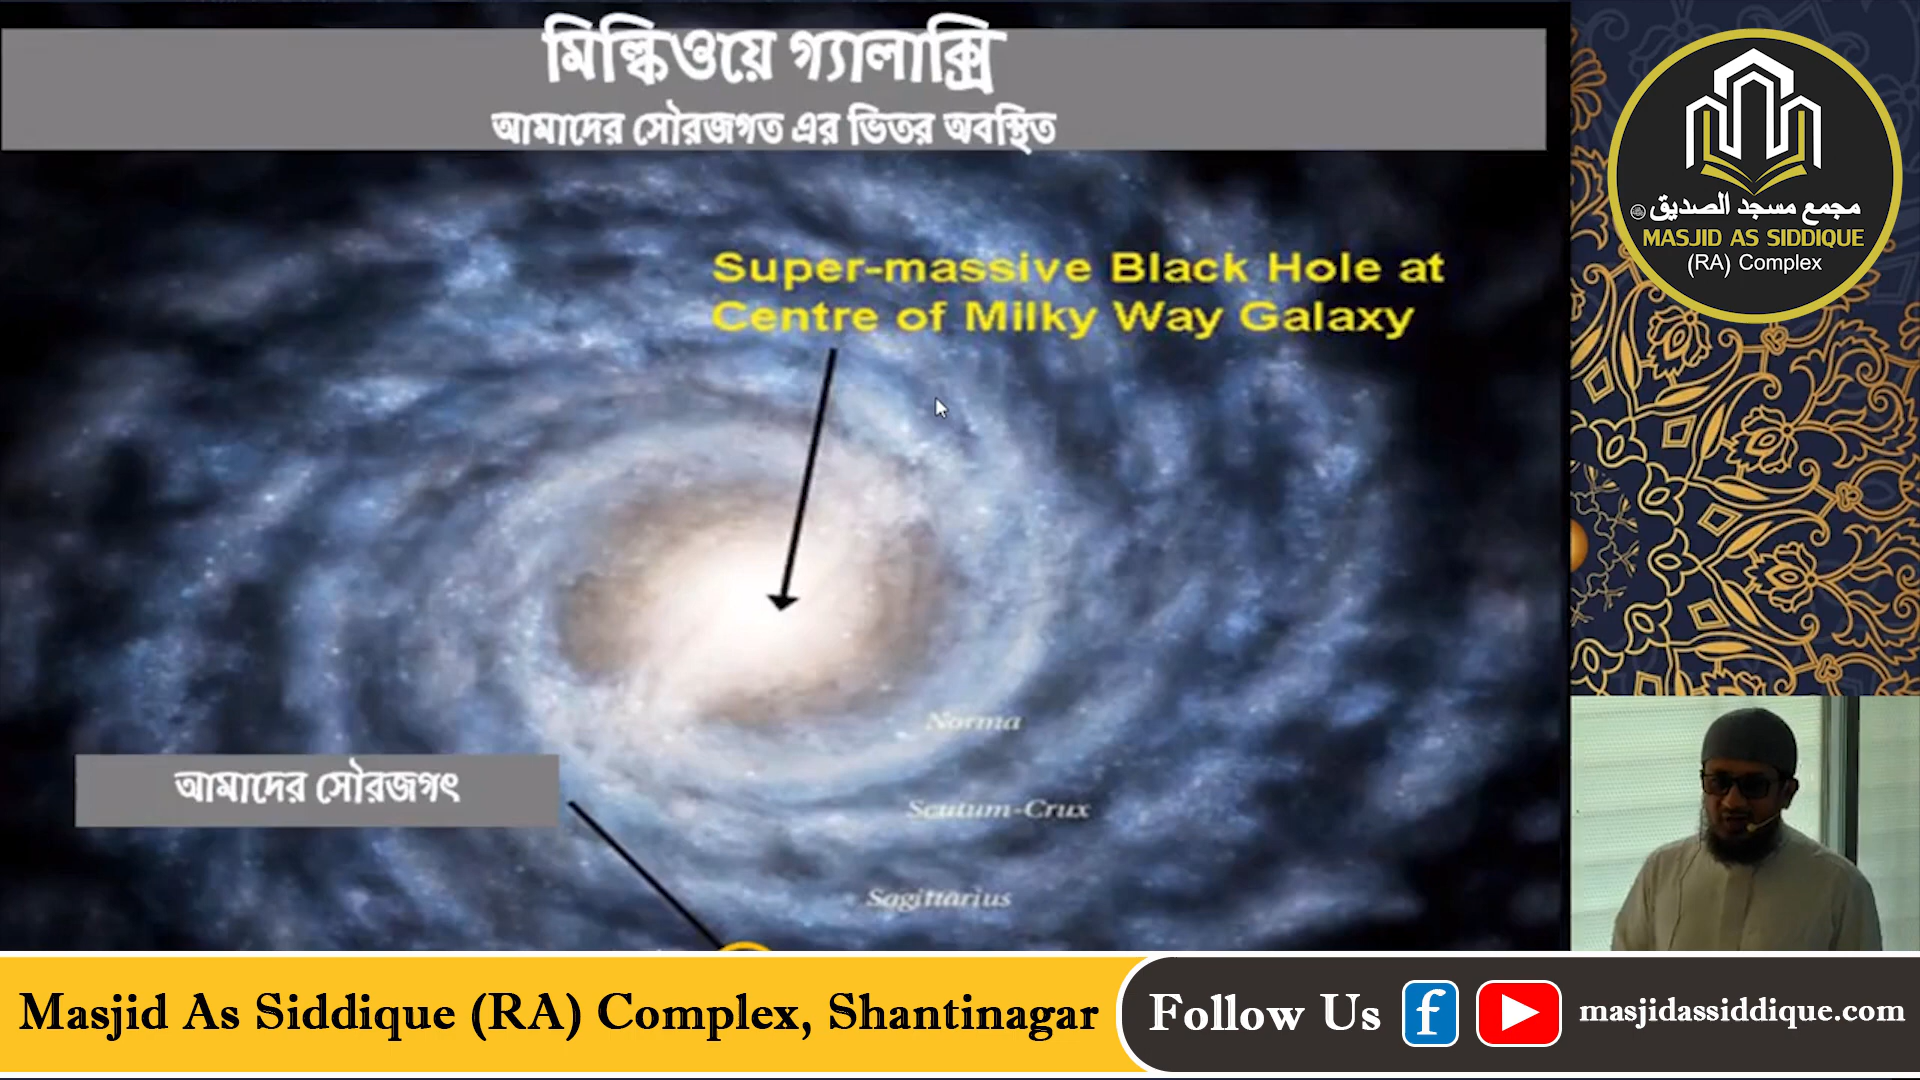 মিল্কিওয়ে গ্যালাক্সি
আমাদের সৌরজগত এর ভিতর অবস্থিত
Super-massive Black Hole at
Centre of Milky Way Galaxy
Norma
Scutum-Crux
Sagittarius
আমাদের সৌরজগৎ
مجمع مسجد الصديق
MASJID AS SIDDIQUE
(RA) Complex
Masjid As Siddique (RA) Complex, Shantinagar
Follow Us
f
masjidassiddique.com